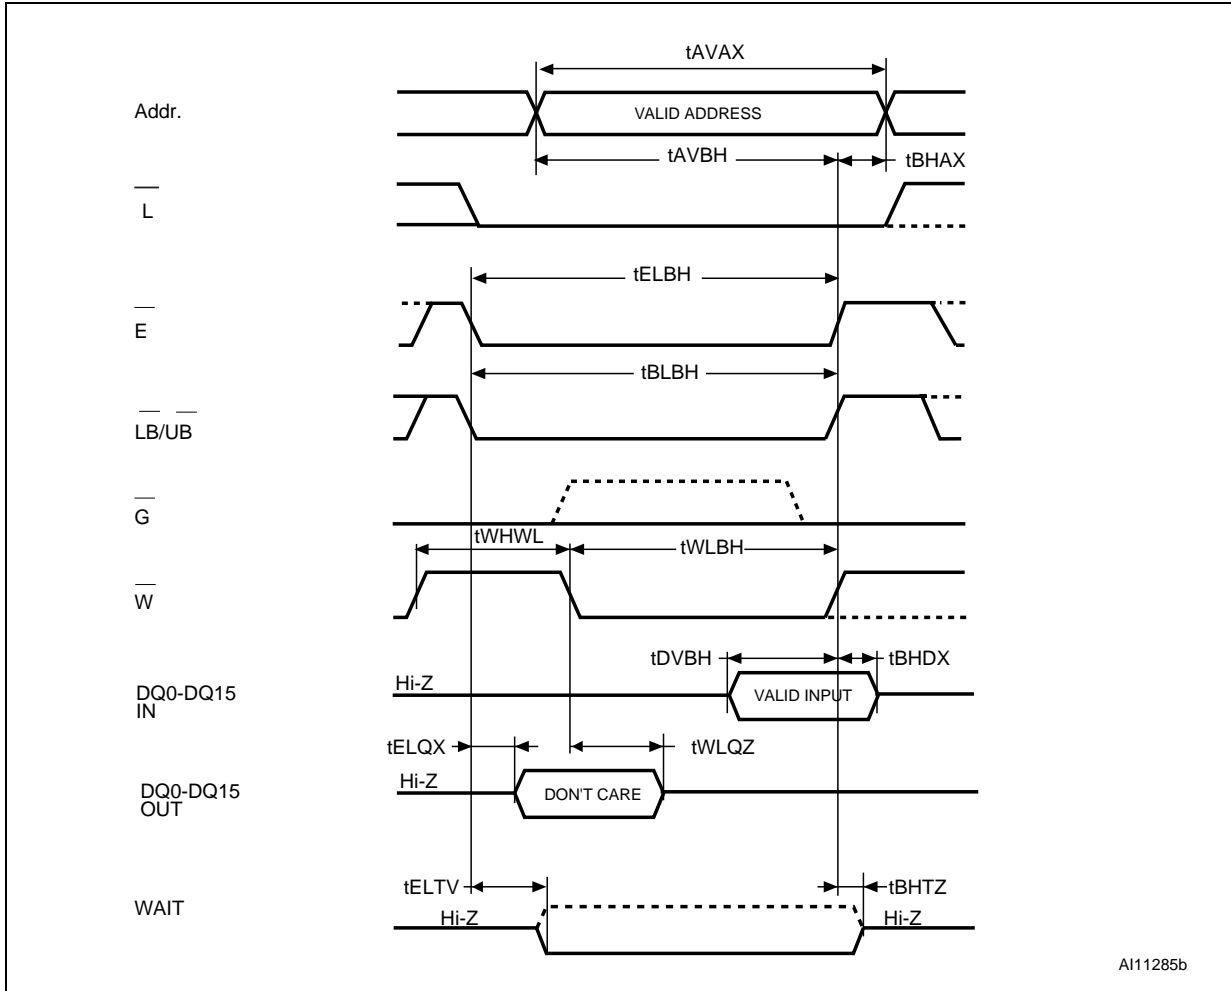 tAVAX
Addr.
VALID ADDRESS
tAVBH
tBHAX
L
tELBH
E
tBLBH
LB/UB
G
tWHWL
tWLBH
W
tDVBH
tBHDX
Hi-Z
DQ0-DQ15
IN
VALID INPUT
tELQX
tWLQZ
Hi-Z
DQ0-DQ15
OUT
DON'T CARE
tELTV
tBHTZ
WAIT
Hi-Z
Hi-Z
AI11285b